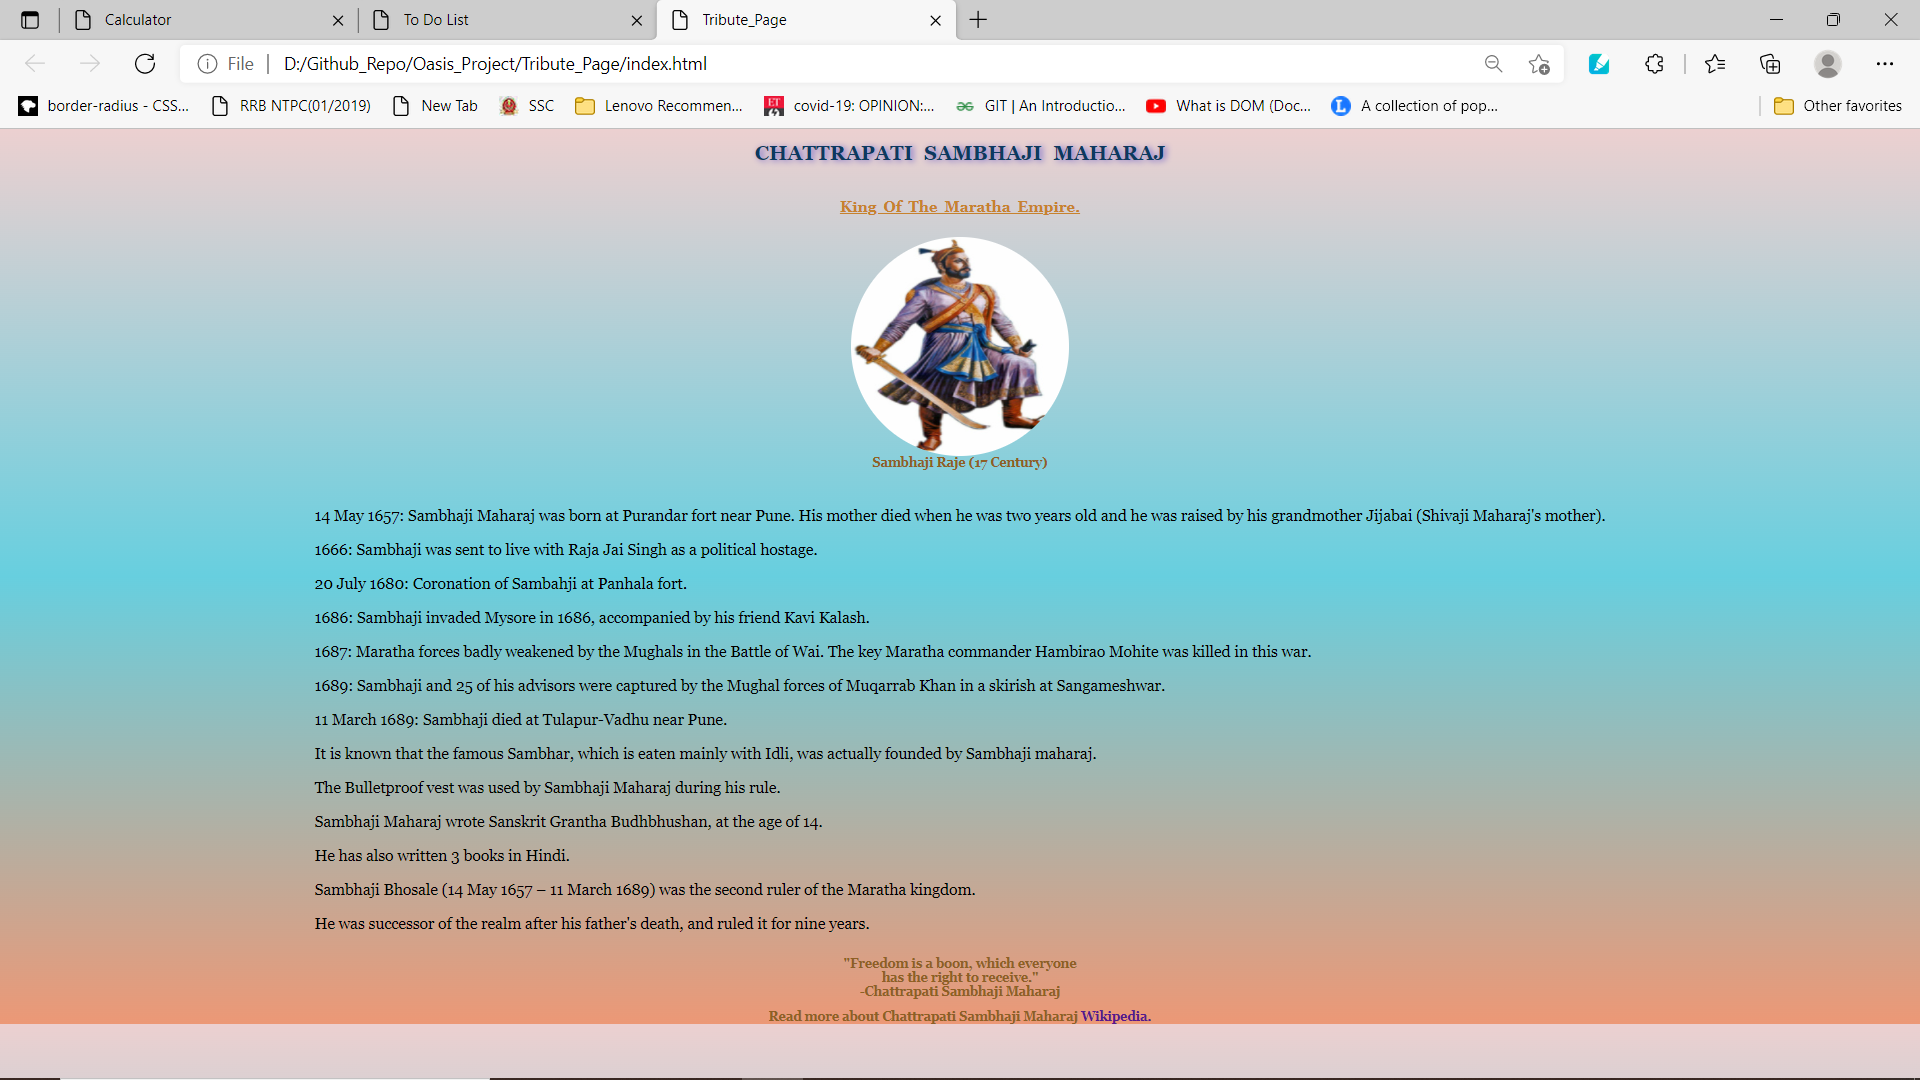 Calculator
To Do List
Tribute_Page
File
D:/Github_Repo/Oasis_Project/Tribute_Page/index.html
border-radius - CSS...
RRB NTPC(01/2019)
New Tab
SSC
Lenovo Recommen...
ET
covid-19: OPINION:...
GIT | An Introductio...
What is DOM (Doc...
L
A collection of pop...
Other favorites
CHATTRAPATI SAMBHAJI MAHARAJ
King Of The Maratha Empire.
Sambhaji Raje (17 Century)
14 May 1657: Sambhaji Maharaj was born at Purandar fort near Pune. His mother died when he was two years old and he was raised by his grandmother Jijabai (Shivaji Maharaj's mother).
1666: Sambhaji was sent to live with Raja Jai Singh as a political hostage.
20 July 1680: Coronation of Sambahji at Panhala fort.
1686: Sambhaji invaded Mysore in 1686, accompanied by his friend Kavi Kalash.
1687: Maratha forces badly weakened by the Mughals in the Battle of Wai. The key Maratha commander Hambirao Mohite was killed in this war.
1689: Sambhaji and 25 of his advisors were captured by the Mughal forces of Muqarrab Khan in a skirish at Sangameshwar.
11 March 1689: Sambhaji died at Tulapur-Vadhu near Pune.
It is known that the famous Sambhar, which is eaten mainly with Idli, was actually founded by Sambhaji maharaj.
The Bulletproof vest was used by Sambhaji Maharaj during his rule.
Sambhaji Maharaj wrote Sanskrit Grantha Budhbhushan, at the age of 14.
He has also written 3 books in Hindi.
Sambhaji Bhosale (14 May 1657 – 11 March 1689) was the second ruler of the Maratha kingdom.
He was successor of the realm after his father's death, and ruled it for nine years.
"Freedom is a boon, which everyone
has the right to receive."
-Chattrapati Sambhaji Maharaj
Read more about Chattrapati Sambhaji Maharaj Wikipedia.